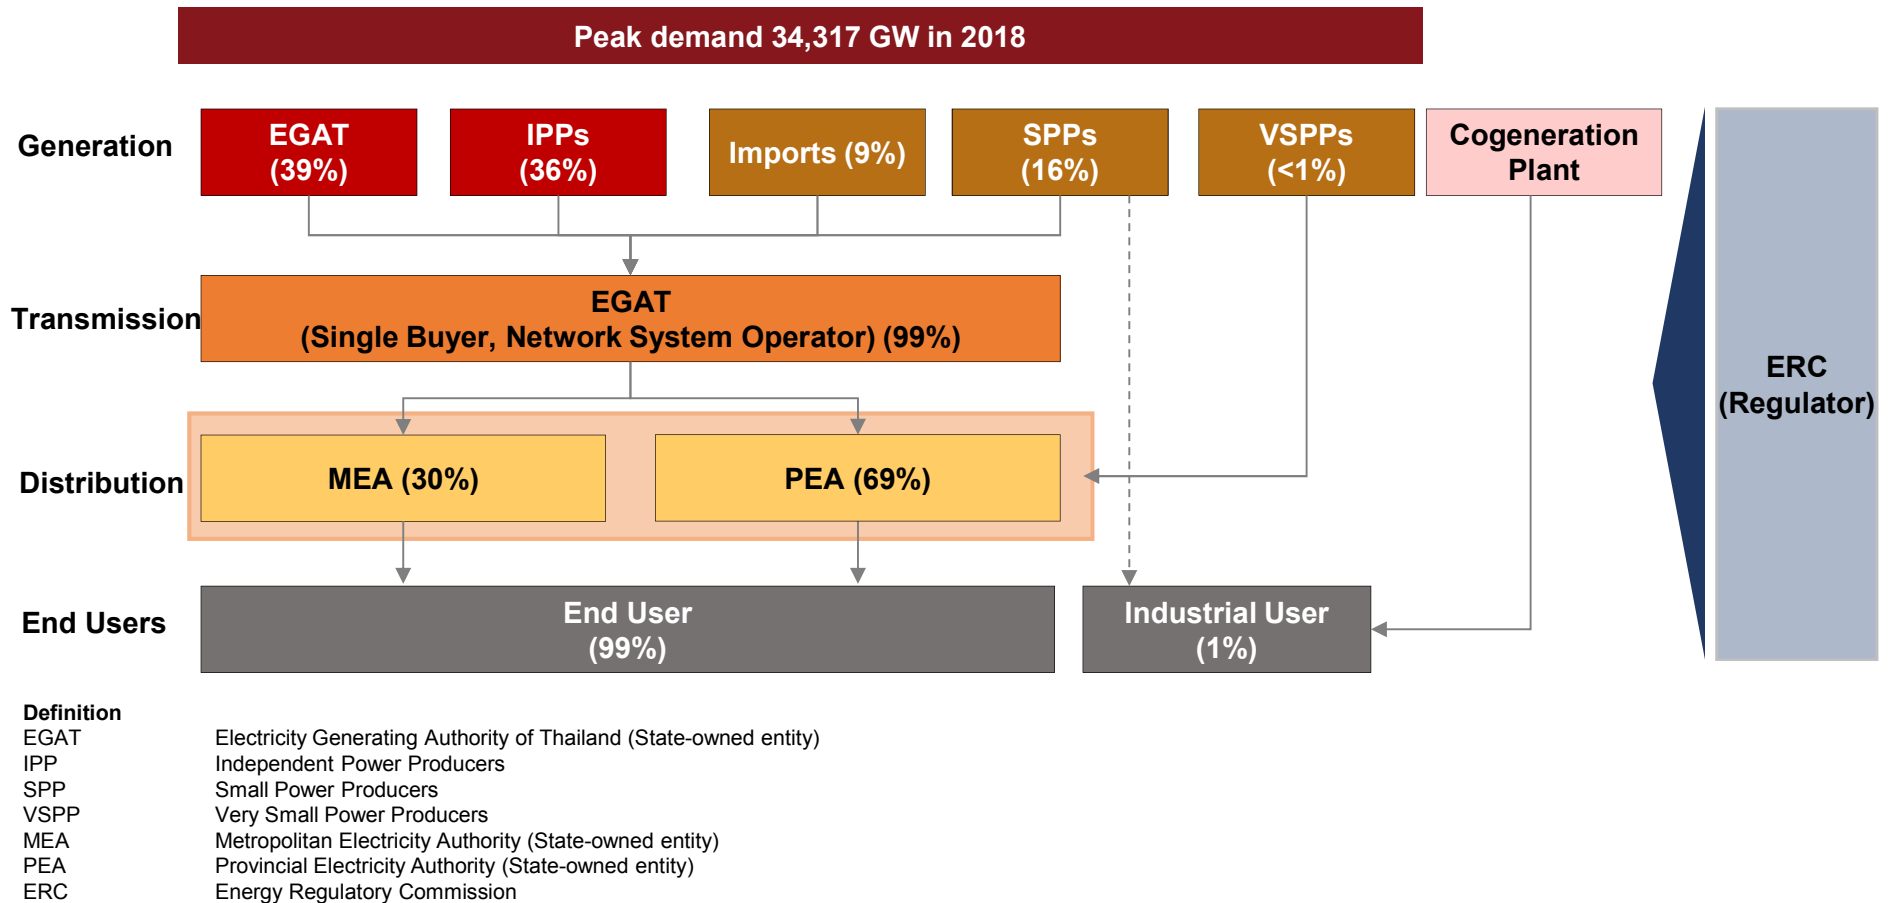 Peak demand 34,317 GW in 2018
Generation
EGAT
(39%)
IPPs
(36%)
Imports (9%)
SPPs
(16%)
VSPPs
(<1%)
Cogeneration
Plant
Transmission
EGAT
(Single Buyer, Network System Operator) (99%)
ERC
(Regulator)
Distribution
MEA (30%)
PEA (69%)
End Users
End User
(99%)
Industrial User
(1%)
Definition
EGAT Electricity Generating Authority of Thailand (State-owned entity)
IPP Independent Power Producers
SPP Small Power Producers
VSPP Very Small Power Producers
MEA Metropolitan Electricity Authority (State-owned entity)
PEA Provincial Electricity Authority (State-owned entity)
ERC Energy Regulatory Commission